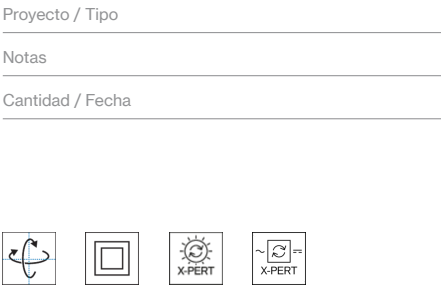 Proyecto / Tipo
Notas
Cantidad / Fecha
X-PERT
X-PERT